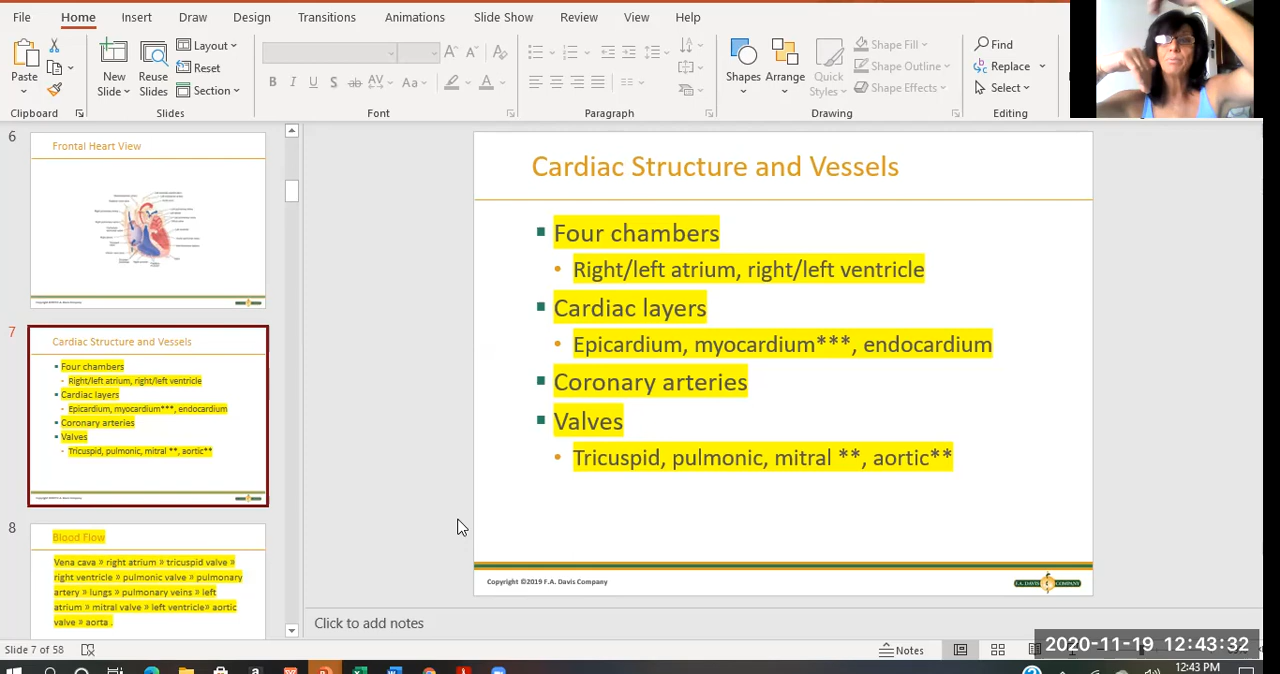 File Home Insert Draw Design Transitions Animations Slide Show Review View Help
Paste
Clipboard
New Slide
Reuse Slides
Layout
Reset
Section
Slides
Font
Paragraph
Shapes
Arrange
Quick Styles
Shape Fill
Shape Outline
Shape Effects
Drawing
Find
Replace
Select
Editing
6
Frontal Heart View
7
Cardiac Structure and Vessels
Four chambers
Right/left atrium, right/left ventricle
Cardiac layers
Epicardium, myocardium***, endocardium
Coronary arteries
Valves
Tricuspid, pulmonic, mitral **, aortic**
8
Blood Flow
Vena cava » right atrium » tricuspid valve »
right ventricle » pulmonic valve » pulmonary
artery » lungs » pulmonary veins » left
atrium » mitral valve » left ventricle» aortic
valve » aorta .
Cardiac Structure and Vessels
Four chambers
Right/left atrium, right/left ventricle
Cardiac layers
Epicardium, myocardium***, endocardium
Coronary arteries
Valves
Tricuspid, pulmonic, mitral **, aortic**
Copyright ©2019 F.A. Davis Company
F.A. DAVIS COMPANY
Click to add notes
Slide 7 of 58
Notes
2020-11-19 12:43:32
12:43 PM